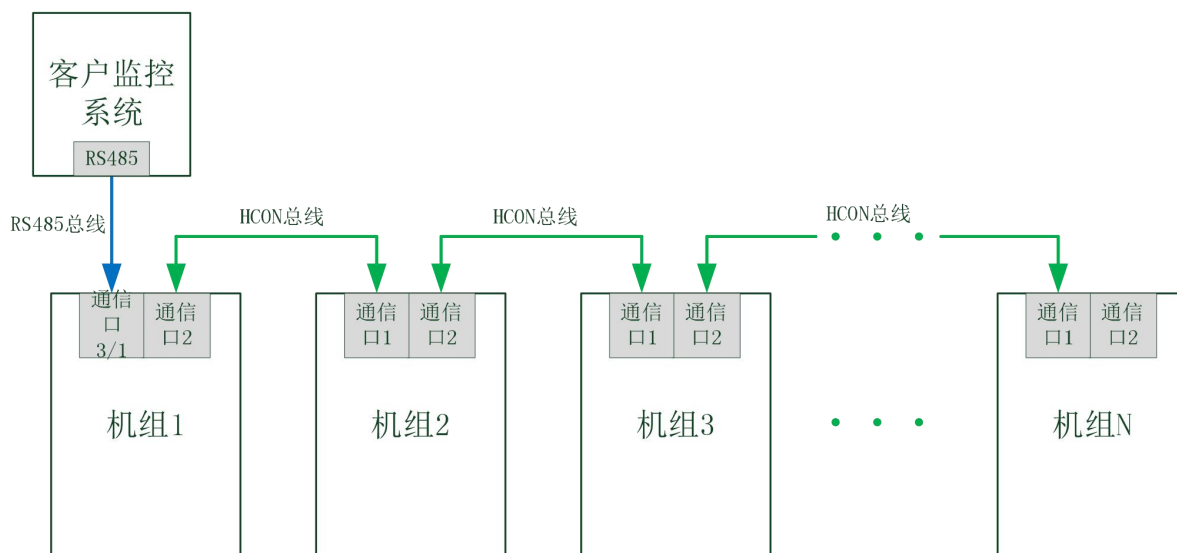 客户监控
系统
RS485
RS485总线
HCON总线
HCON总线
HCON总线
通信
口
3/1
通信
口2
通信
口1
通信
口2
通信
口1
通信
口2
通信
口1
通信
口2
机组1
机组2
机组3
机组N